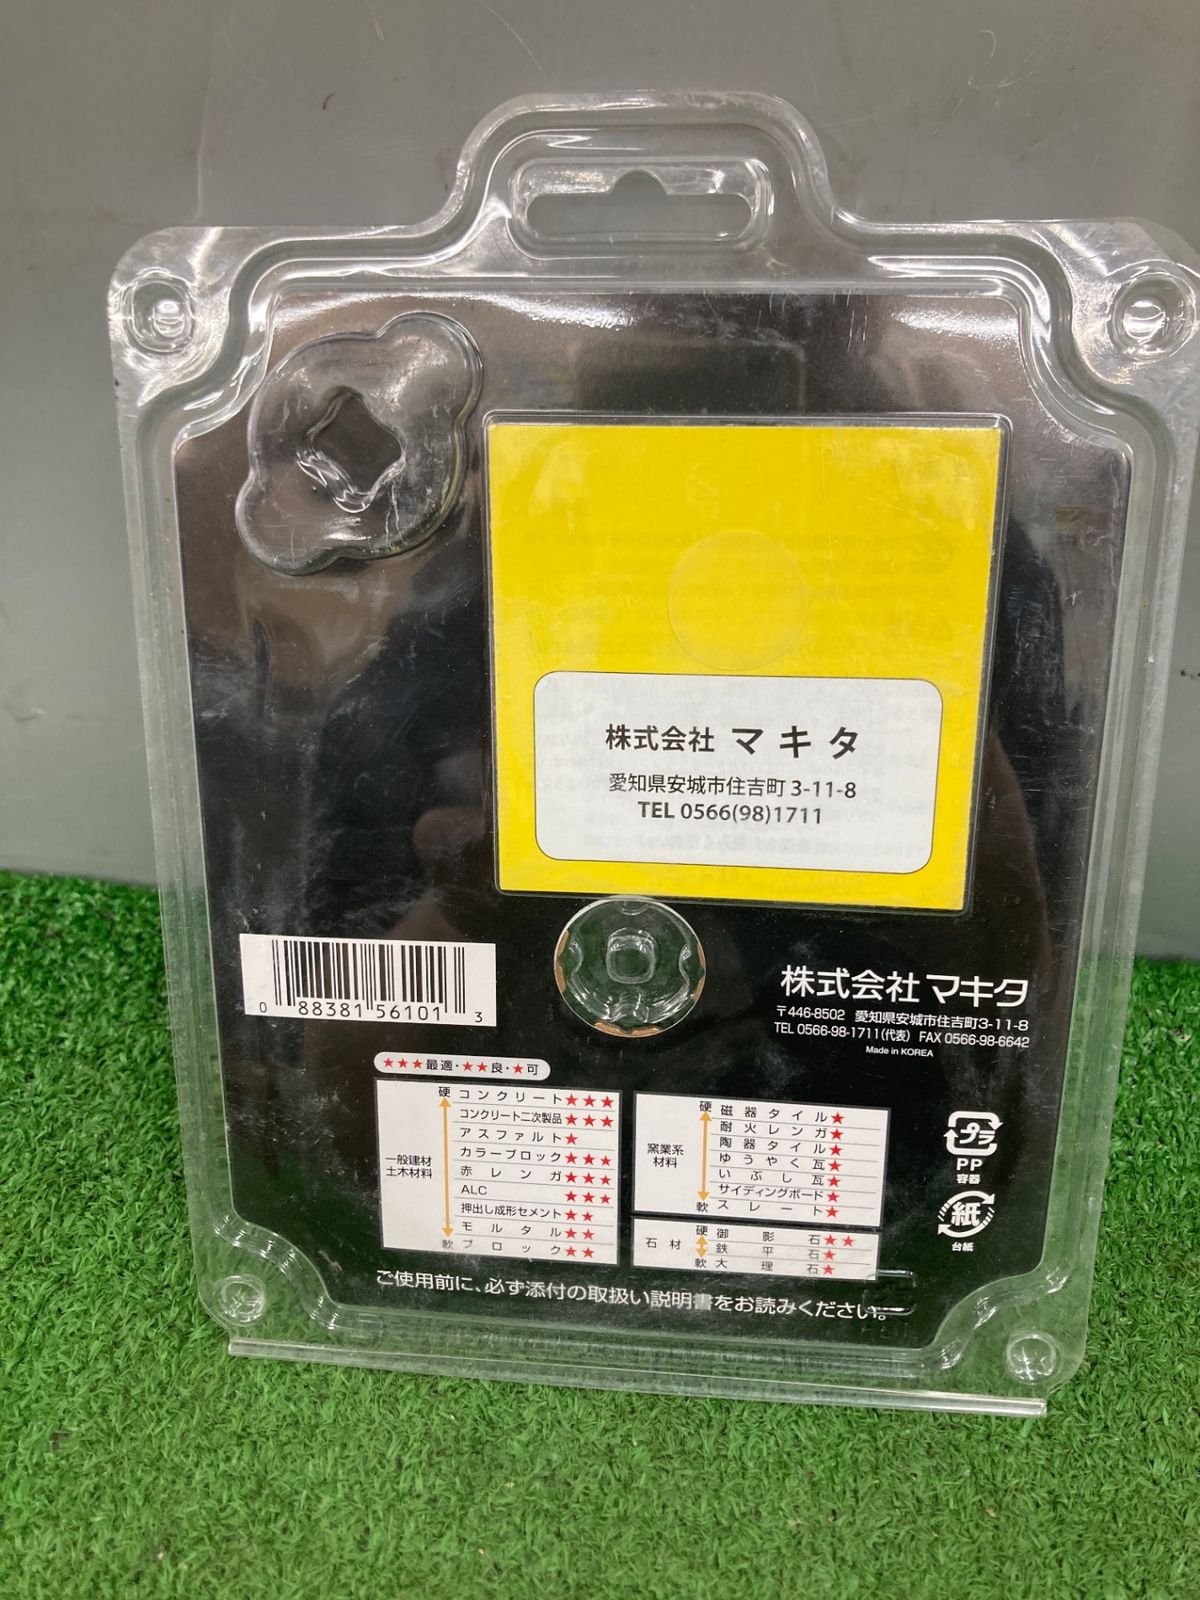 株式会社 マキタ
愛知県安城市住吉町 3-11-8
TEL 0566(98)1711
0 88381 56101 3
株式会社 マキタ
〒446-8502 愛知県安城市住吉町3-11-8
TEL 0566-98-1711(代表) FAX 0566-98-6642
Made in KOREA
★★★最適・★★良・★可
一般建材
土木材料
硬 コンクリート★★★
コンクリート二次製品★★★
アスファルト★
カラーブロック★★★
赤レンガ★★★
ALC ★★★
押出し成形セメント★★
モルタル★★
軟 ブロック★★
窯業系
材料
硬 磁器タイル★
耐火レンガ★
陶器タイル★
ゆうやく瓦★
いぶし瓦★
サイディングボード★
軟 スレート★
石材
硬 御影石★★
鉄平石★
軟 大理石★
プラ
PP
容器
紙
台紙
ご使用前に、必ず添付の取扱い説明書をお読みください。